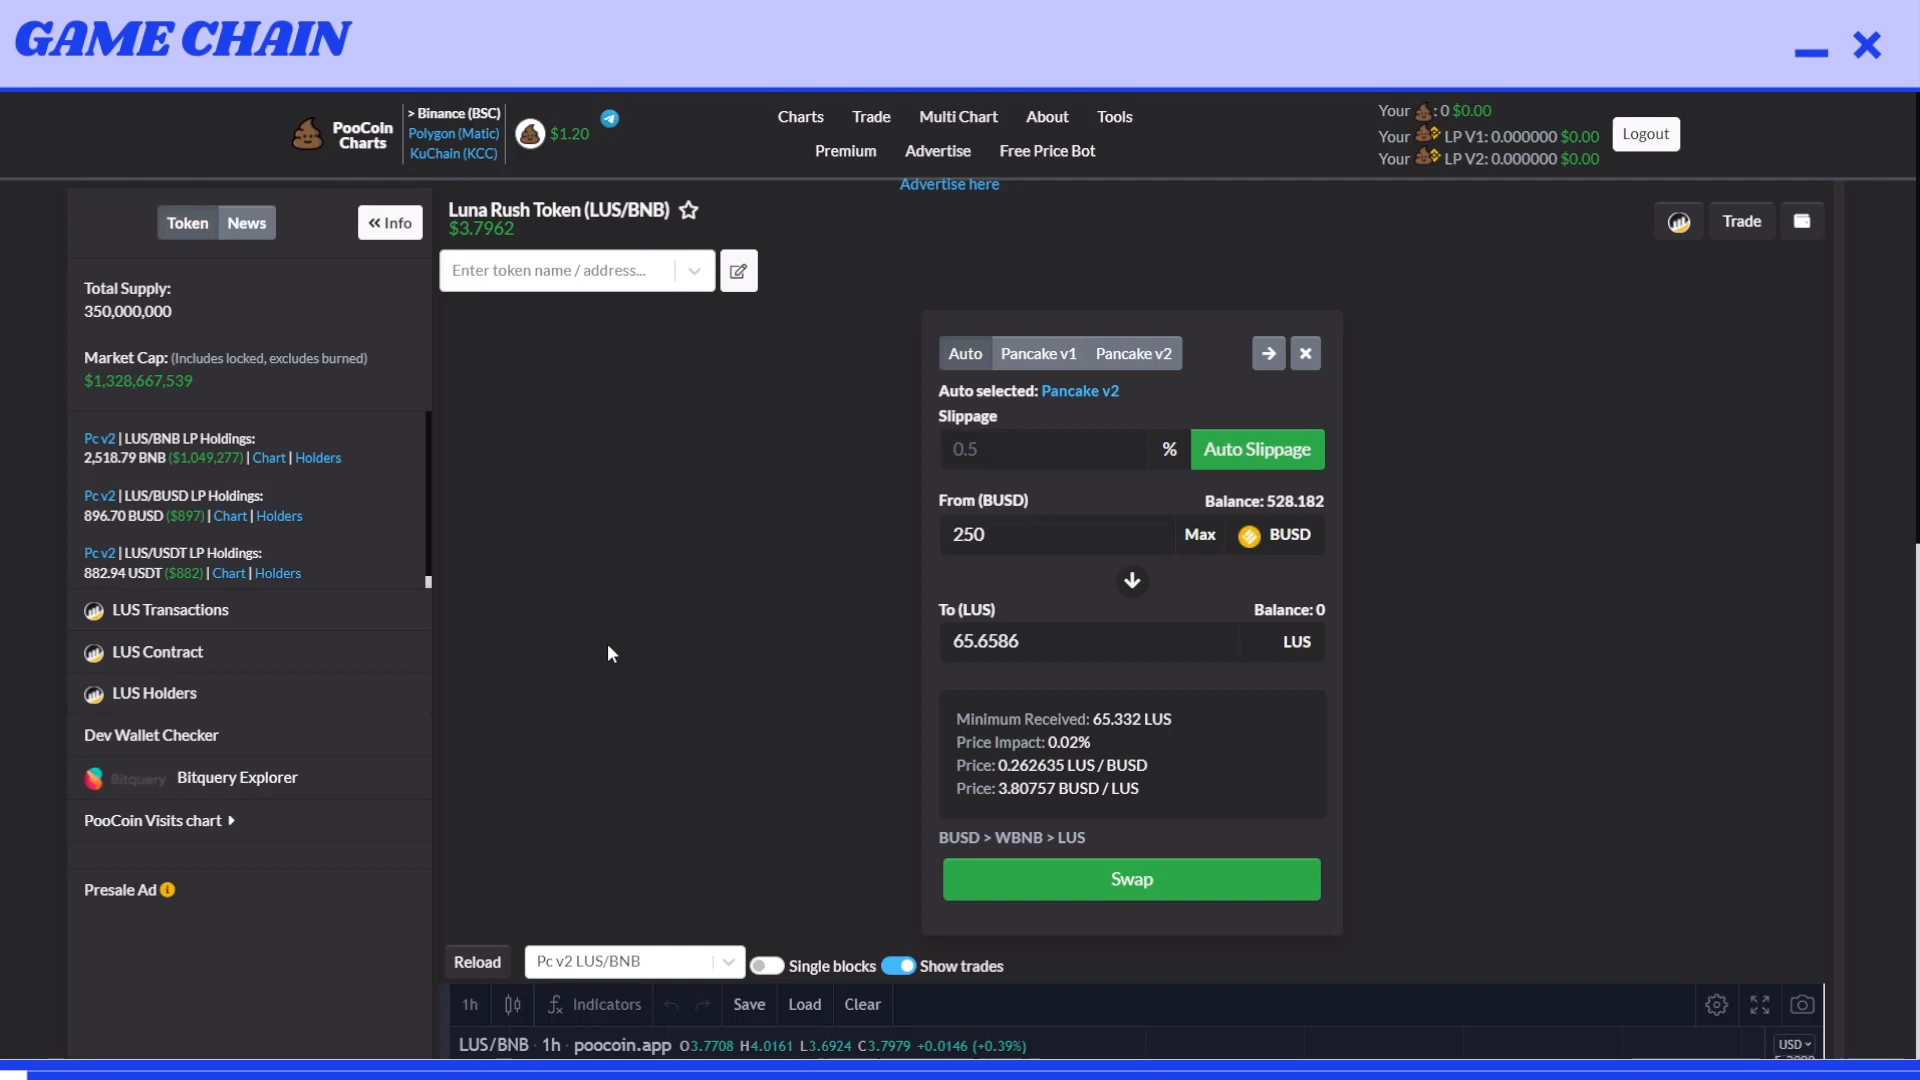 GAME CHAIN
PooCoin
Charts
> Binance (BSC)
Polygon (Matic)
KuChain (KCC)
$1.20
Charts Trade Multi Chart About Tools
Premium Advertise Free Price Bot
Your : 0 $0.00
Your LP V1: 0.000000 $0.00
Your LP V2: 0.000000 $0.00
Logout
Advertise here
Token News
Info
Luna Rush Token (LUS/BNB)
$3.7962
Trade
Enter token name / address...
Total Supply:
350,000,000
Market Cap: (Includes locked, excludes burned)
$1,328,667,539
Pc v2 | LUS/BNB LP Holdings:
2,518.79 BNB ($1,049,277) | Chart | Holders
Pc v2 | LUS/BUSD LP Holdings:
896.70 BUSD ($897) | Chart | Holders
Pc v2 | LUS/USDT LP Holdings:
882.94 USDT ($882) | Chart | Holders
LUS Transactions
LUS Contract
LUS Holders
Dev Wallet Checker
Bitquery Bitquery Explorer
PooCoin Visits chart
Presale Ad
Auto Pancake v1 Pancake v2
Auto selected: Pancake v2
Slippage
0.5 % Auto Slippage
From (BUSD) Balance: 528.182
250 Max BUSD
To (LUS) Balance: 0
65.6586 LUS
Minimum Received: 65.332 LUS
Price Impact: 0.02%
Price: 0.262635 LUS / BUSD
Price: 3.80757 BUSD / LUS
BUSD > WBNB > LUS
Swap
Reload Pc v2 LUS/BNB Single blocks Show trades
1h Indicators Save Load Clear
LUS/BNB · 1h · poocoin.app O3.7708 H4.0161 L3.6924 C3.7979 +0.0146 (+0.39%)
USD